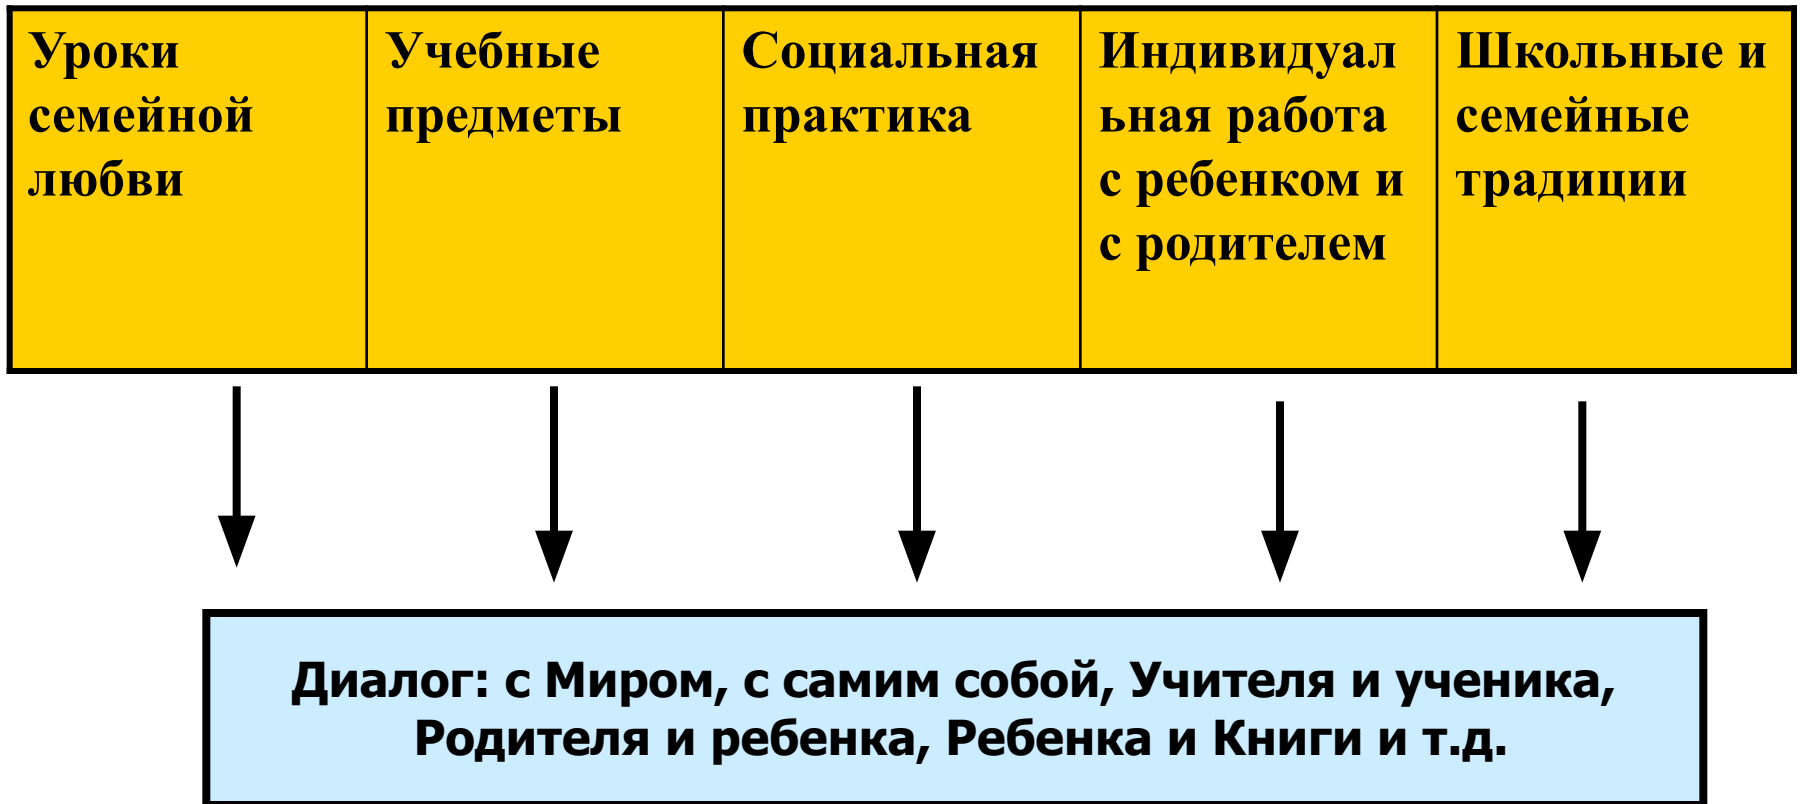 Уроки
семейной
любви
Учебные
предметы
Социальная
практика
Индивидуал
ьная работа
с ребенком и
с родителем
Школьные и
семейные
традиции
Диалог: с Миром, с самим собой, Учителя и ученика,
Родителя и ребенка, Ребенка и Книги и т.д.